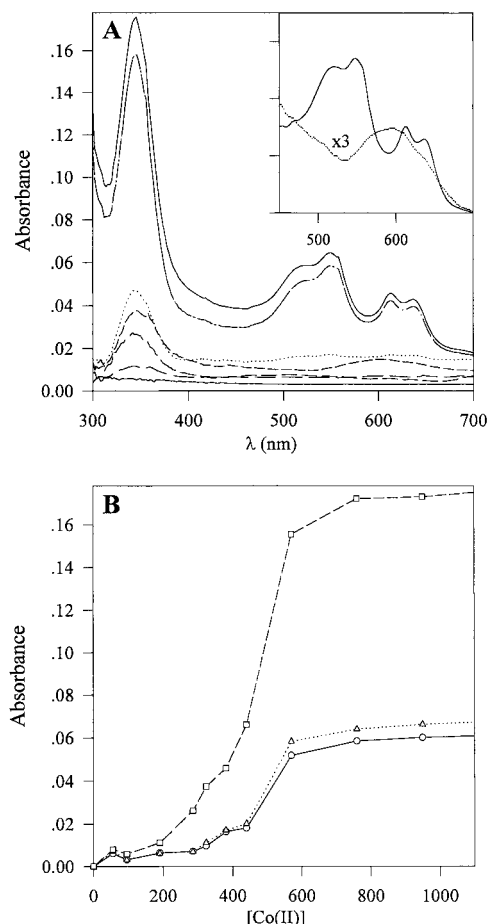 A
.16
.14
.12
.10
.08
.06
.04
.02
0.00
Absorbance
x3
500 600
300 400 500 600 700
λ (nm)
B
.16
.14
.12
.10
.08
.06
.04
.02
0.00
Absorbance
0 200 400 600 800 1000
[Co(II)]